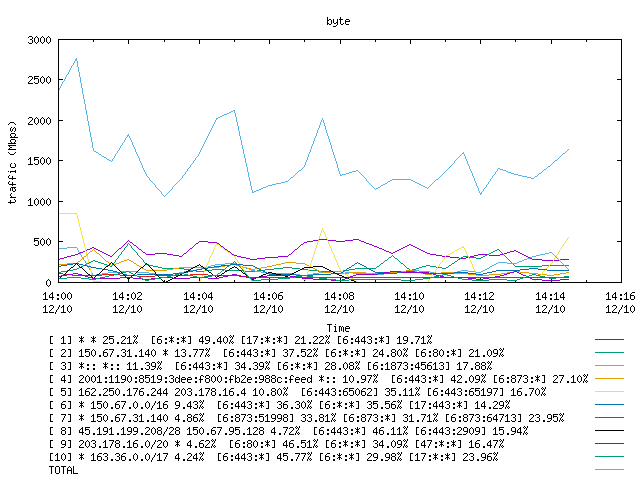 byte
3000
2500
2000
1500
1000
500
0
traffic (Mbps)
14:00 14:02 14:04 14:06 14:08 14:10 14:12 14:14 14:16
12/10 12/10 12/10 12/10 12/10 12/10 12/10 12/10 12/10
Time
[ 1] * * 25.21% [6:*:*] 49.40% [17:*:*] 21.22% [6:443:*] 19.71%
[ 2] 150.67.31.140 * 13.77% [6:443:*] 37.52% [6:*:*] 24.80% [6:80:*] 21.09%
[ 3] *:: *:: 11.39% [6:443:*] 34.39% [6:*:*] 28.08% [6:1873:45613] 17.88%
[ 4] 2001:1190:8519:3dee:f800:fb2e:988c:feed *:: 10.97% [6:443:*] 42.09% [6:873:*] 27.10%
[ 5] 162.250.176.244 203.178.16.4 10.80% [6:443:65062] 35.11% [6:443:65197] 16.70%
[ 6] * 150.67.0.0/16 9.43% [6:443:*] 36.30% [6:*:*] 35.56% [17:443:*] 14.29%
[ 7] * 150.67.31.140 4.86% [6:873:51998] 33.81% [6:873:*] 31.71% [6:873:64713] 23.95%
[ 8] 45.191.199.208/28 150.67.95.128 4.72% [6:443:*] 46.11% [6:443:2909] 15.94%
[ 9] 203.178.16.0/20 * 4.62% [6:80:*] 46.51% [6:*:*] 34.09% [47:*:*] 16.47%
[10] * 163.36.0.0/17 4.24% [6:443:*] 45.77% [6:*:*] 29.98% [17:*:*] 23.96%
TOTAL